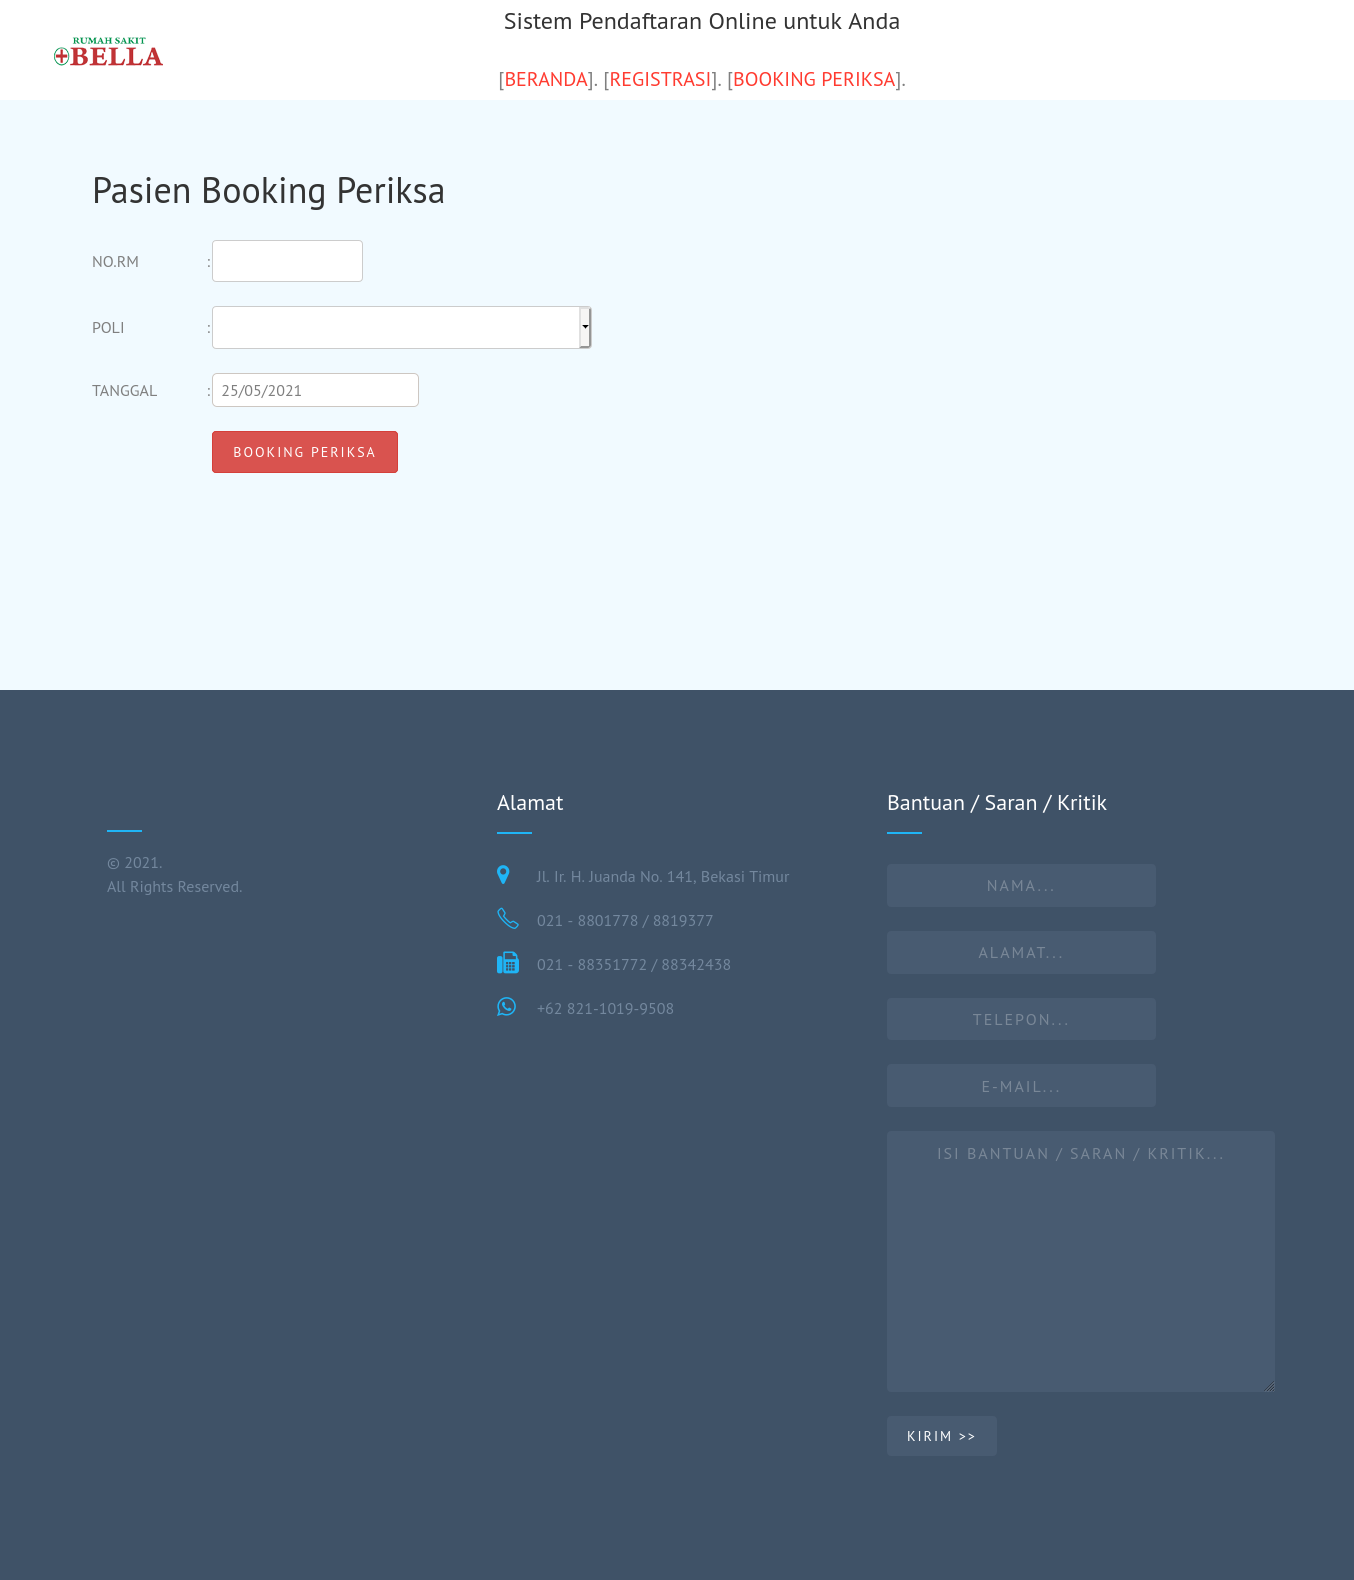 RUMAH SAKIT
BELLA
Sistem Pendaftaran Online untuk Anda
[BERANDA]. [REGISTRASI]. [BOOKING PERIKSA].
Pasien Booking Periksa
NO.RM :
POLI :
TANGGAL : 25/05/2021
BOOKING PERIKSA
© 2021.
All Rights Reserved.
Alamat
Jl. Ir. H. Juanda No. 141, Bekasi Timur
021 - 8801778 / 8819377
021 - 88351772 / 88342438
+62 821-1019-9508
Bantuan / Saran / Kritik
NAMA...
ALAMAT...
TELEPON...
E-MAIL...
ISI BANTUAN / SARAN / KRITIK...
KIRIM >>